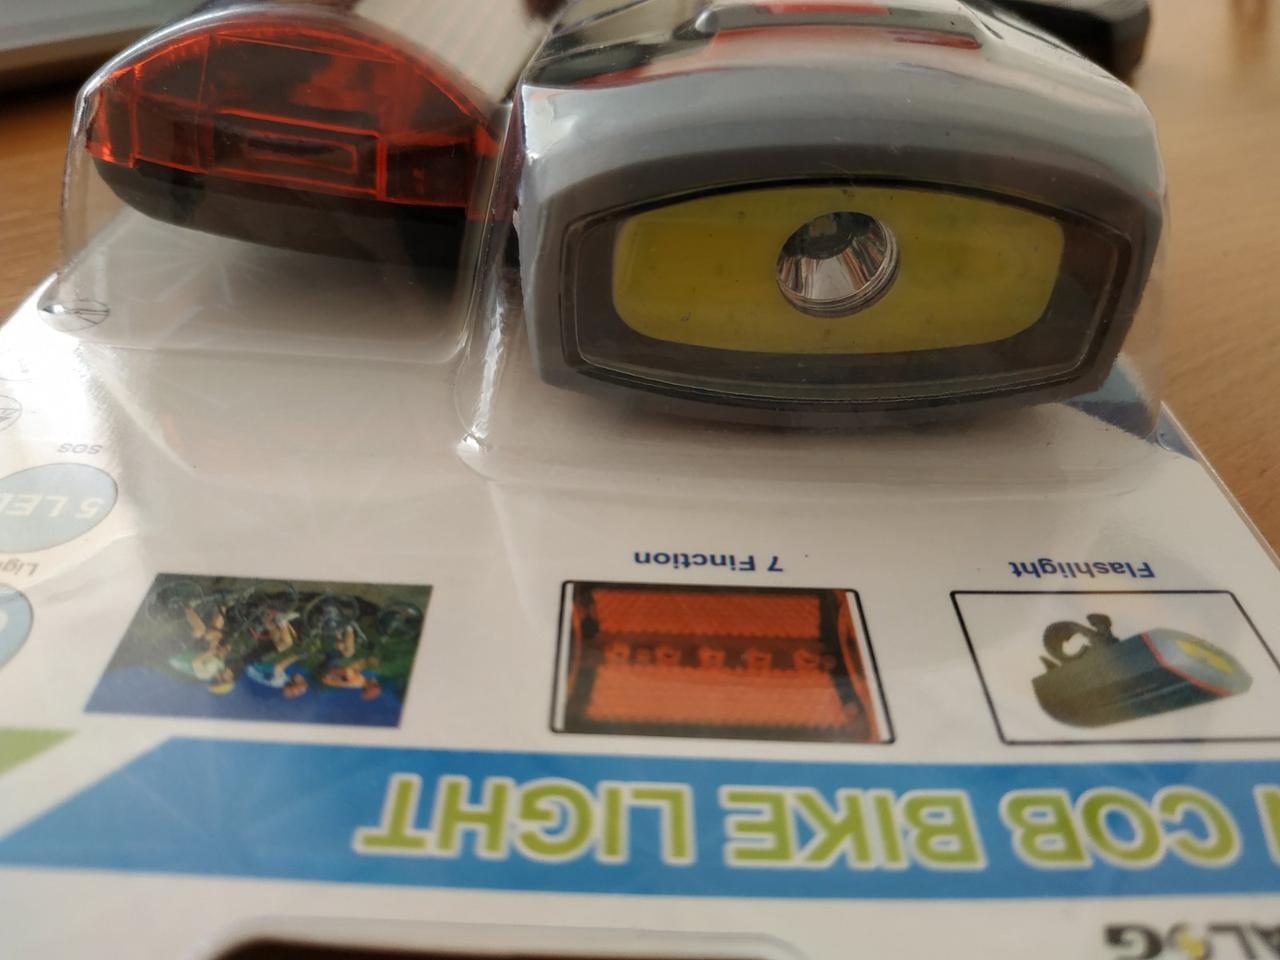 COB BIKE LIGHT
Flashlight
7 Finction
5 LED
SOS